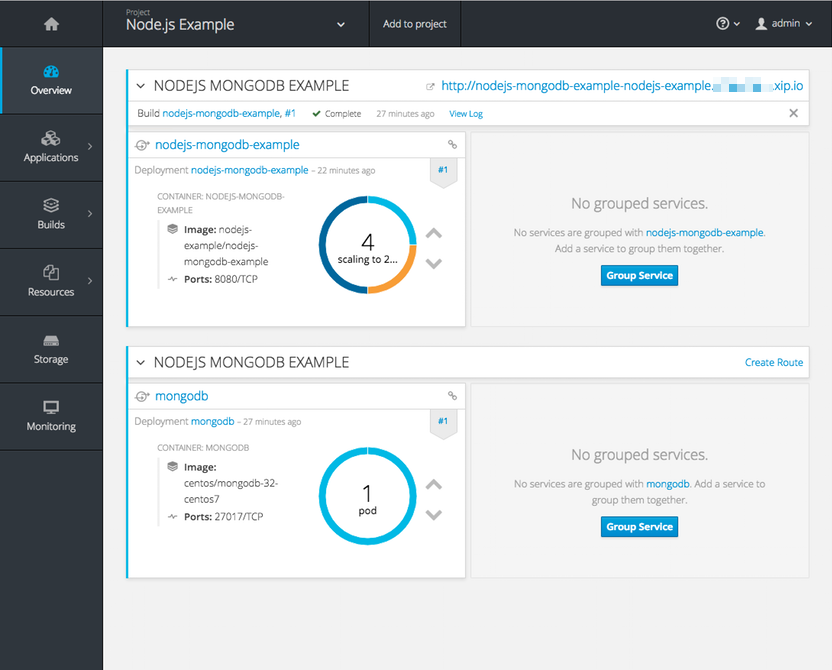 Project
Node.js Example
Add to project
admin
Overview
Applications
Builds
Resources
Storage
Monitoring
NODEJS MONGODB EXAMPLE
http://nodejs-mongodb-example-nodejs-example. .xip.io
Build nodejs-mongodb-example, #1 Complete 27 minutes ago View Log
nodejs-mongodb-example
Deployment nodejs-mongodb-example – 22 minutes ago
#1
CONTAINER: NODEJS-MONGODB-
EXAMPLE
Image: nodejs-
example/nodejs-
mongodb-example
Ports: 8080/TCP
4
scaling to 2...
No grouped services.
No services are grouped with nodejs-mongodb-example.
Add a service to group them together.
Group Service
NODEJS MONGODB EXAMPLE
Create Route
mongodb
Deployment mongodb – 27 minutes ago
#1
CONTAINER: MONGODB
Image:
centos/mongodb-32-
centos7
Ports: 27017/TCP
1
pod
No grouped services.
No services are grouped with mongodb. Add a service to
group them together.
Group Service